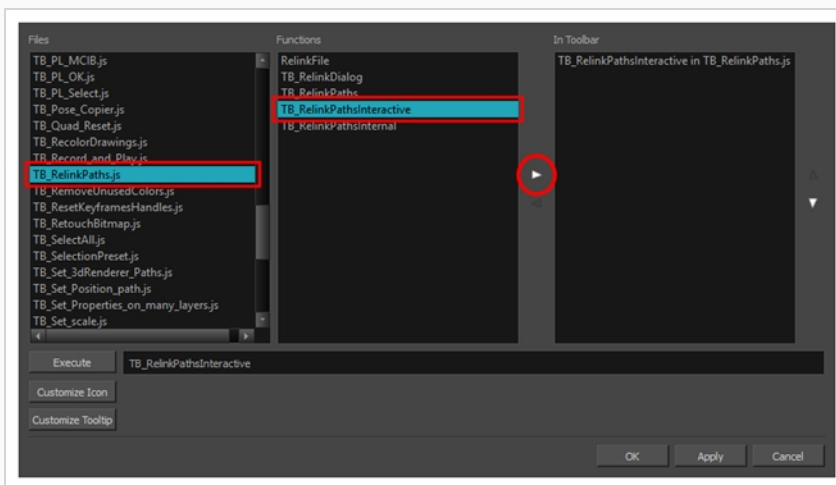 Files
TB_PL_MCIB.js
TB_PL_OK.js
TB_PL_Select.js
TB_Pose_Copier.js
TB_Quad_Reset.js
TB_RecolorDrawings.js
TB_Record_and_Play.js
TB_RelinkPaths.js
TB_RemoveUnusedColors.js
TB_ResetKeyframesHandles.js
TB_RetouchBitmap.js
TB_SelectAll.js
TB_SelectionPreset.js
TB_Set_3dRenderer_Paths.js
TB_Set_Position_path.js
TB_Set_Properties_on_many_layers.js
TB_Set_scale.js
Functions
RelinkFile
TB_RelinkDialog
TB_RelinkPaths
TB_RelinkPathsInteractive
TB_RelinkPathsInternal
In Toolbar
TB_RelinkPathsInteractive in TB_RelinkPaths.js
Execute TB_RelinkPathsInteractive
Customize Icon
Customize Tooltip
OK Apply Cancel